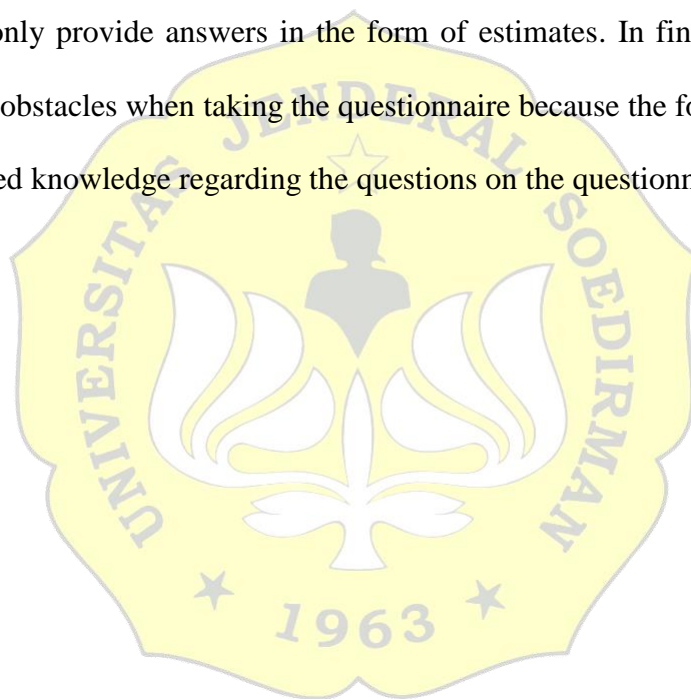 only provide answers in the form of estimates. In fin
obstacles when taking the questionnaire because the fo
ed knowledge regarding the questions on the questionn
UNIVERSITAS JENDERAL SOEDIRMAN
1963